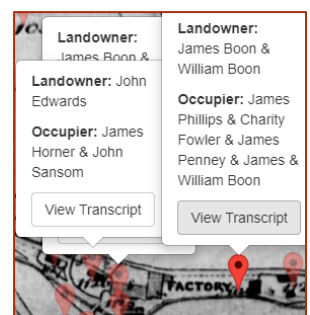 Landowner:
James Boon &
Landowner: John
Edwards
Occupier: James
Horner & John
Sansom
View Transcript
Landowner:
James Boon &
William Boon
Occupier: James
Phillips & Charity
Fowler & James
Penney & James &
William Boon
View Transcript
FACTORY